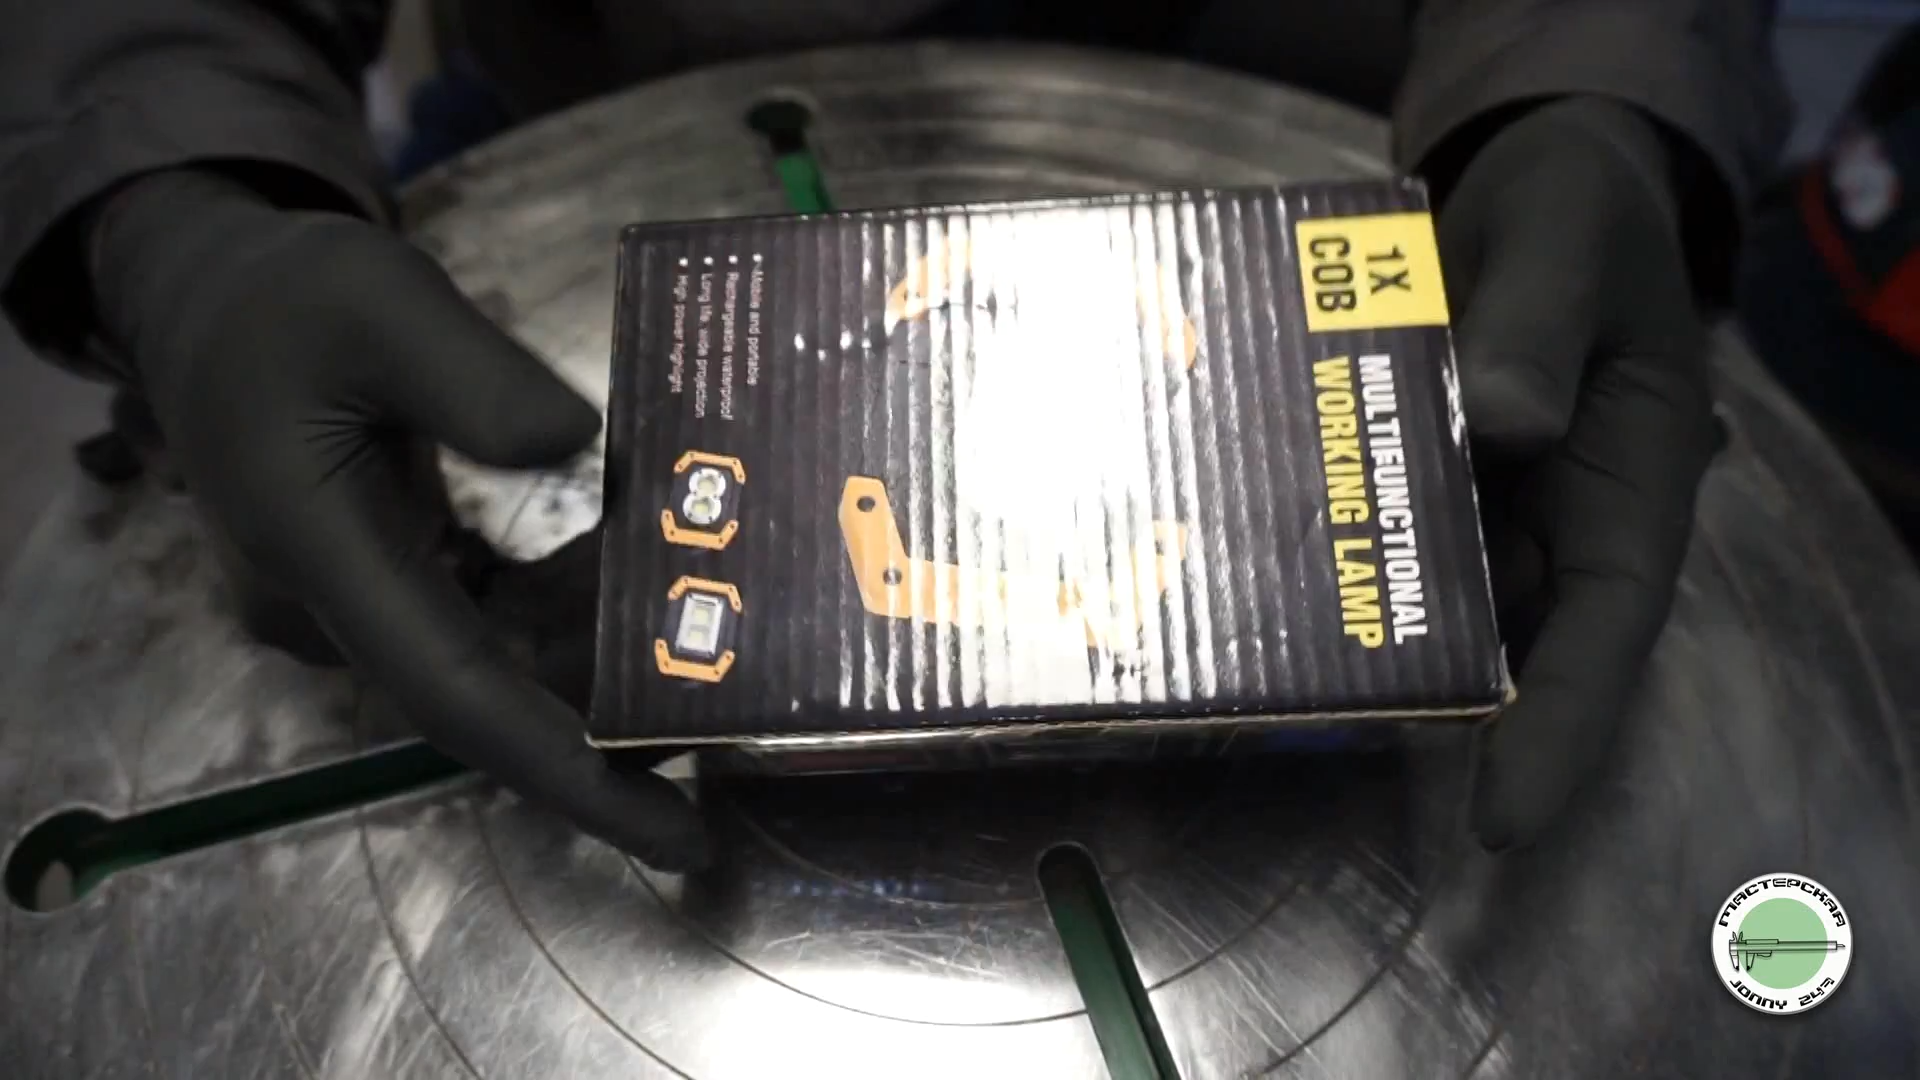 1X
COB
MULTIFUNCTIONAL
WORKING LAMP
Mobile and portable
Rechargeable waterproof
Long life, wide projection
High power highlight
МАСТЕРСКАЯ
JONNY 247